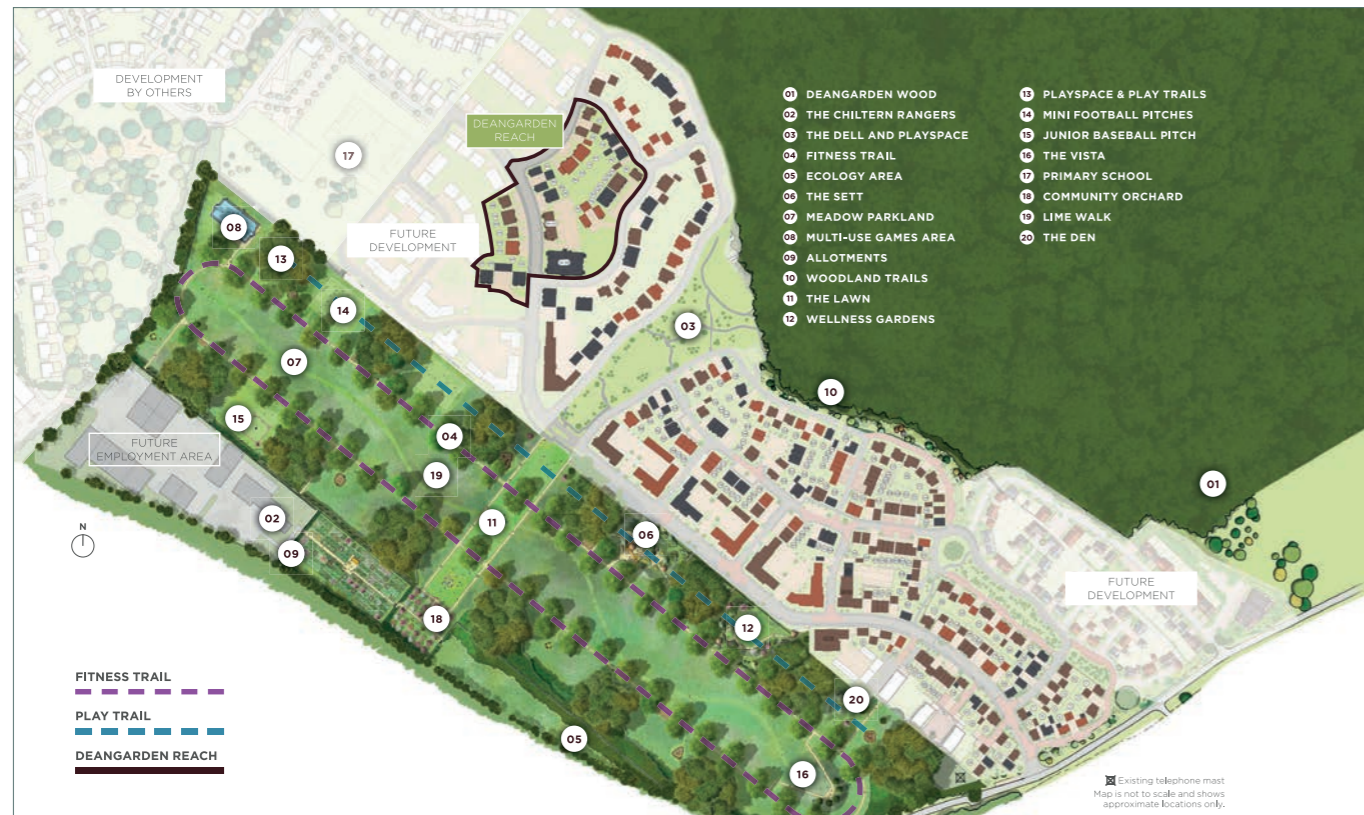 DEVELOPMENT
BY OTHERS
DEANGARDEN
REACH
17
FUTURE
DEVELOPMENT
08
13
14
07
15
04
19
11
FUTURE
EMPLOYMENT AREA
02
09
18
03
10
01
06
12
20
05
16
FUTURE
DEVELOPMENT
N
01 DEANGARDEN WOOD
02 THE CHILTERN RANGERS
03 THE DELL AND PLAYSPACE
04 FITNESS TRAIL
05 ECOLOGY AREA
06 THE SETT
07 MEADOW PARKLAND
08 MULTI-USE GAMES AREA
09 ALLOTMENTS
10 WOODLAND TRAILS
11 THE LAWN
12 WELLNESS GARDENS
13 PLAYSPACE & PLAY TRAILS
14 MINI FOOTBALL PITCHES
15 JUNIOR BASEBALL PITCH
16 THE VISTA
17 PRIMARY SCHOOL
18 COMMUNITY ORCHARD
19 LIME WALK
20 THE DEN
FITNESS TRAIL
PLAY TRAIL
DEANGARDEN REACH
Existing telephone mast
Map is not to scale and shows
approximate locations only.